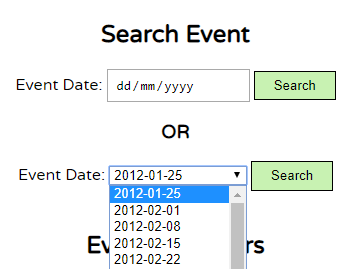 Search Event
Event Date: dd/mm/yyyy Search
OR
Event Date: 2012-01-25 Search
2012-01-25
2012-02-01
2012-02-08
2012-02-15
2012-02-22